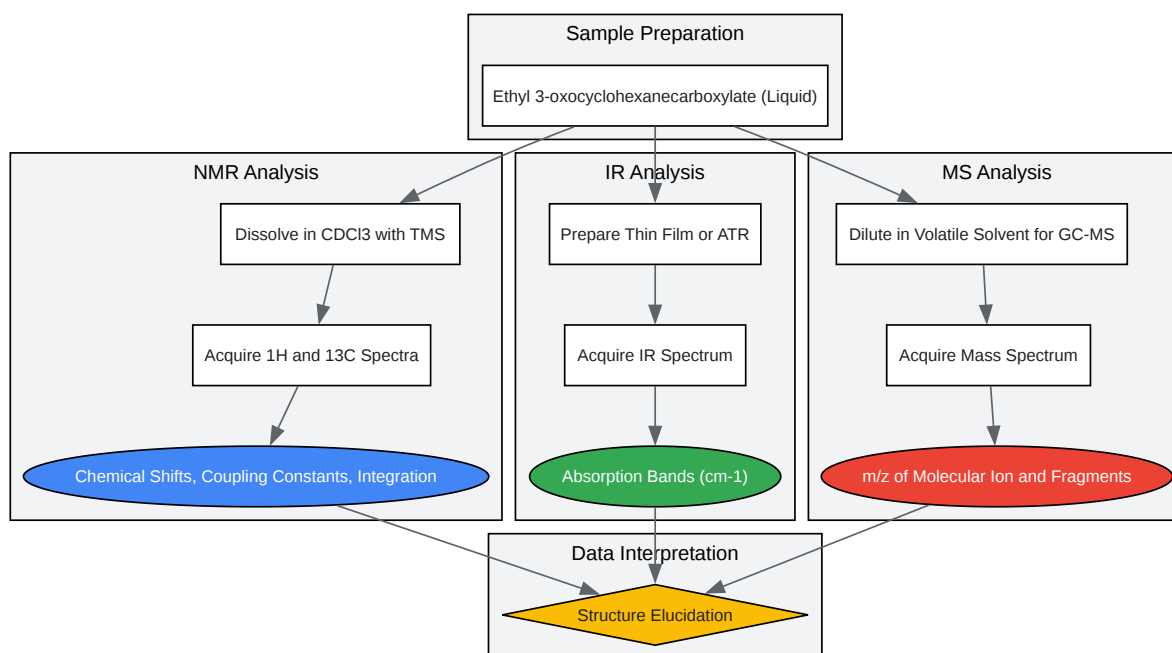 Sample Preparation
Ethyl 3-oxocyclohexanecarboxylate (Liquid)
NMR Analysis
IR Analysis
MS Analysis
Dissolve in CDCl3 with TMS
Prepare Thin Film or ATR
Dilute in Volatile Solvent for GC-MS
Acquire 1H and 13C Spectra
Acquire IR Spectrum
Acquire Mass Spectrum
Chemical Shifts, Coupling Constants, Integration
Absorption Bands (cm-1)
m/z of Molecular Ion and Fragments
Data Interpretation
Structure Elucidation